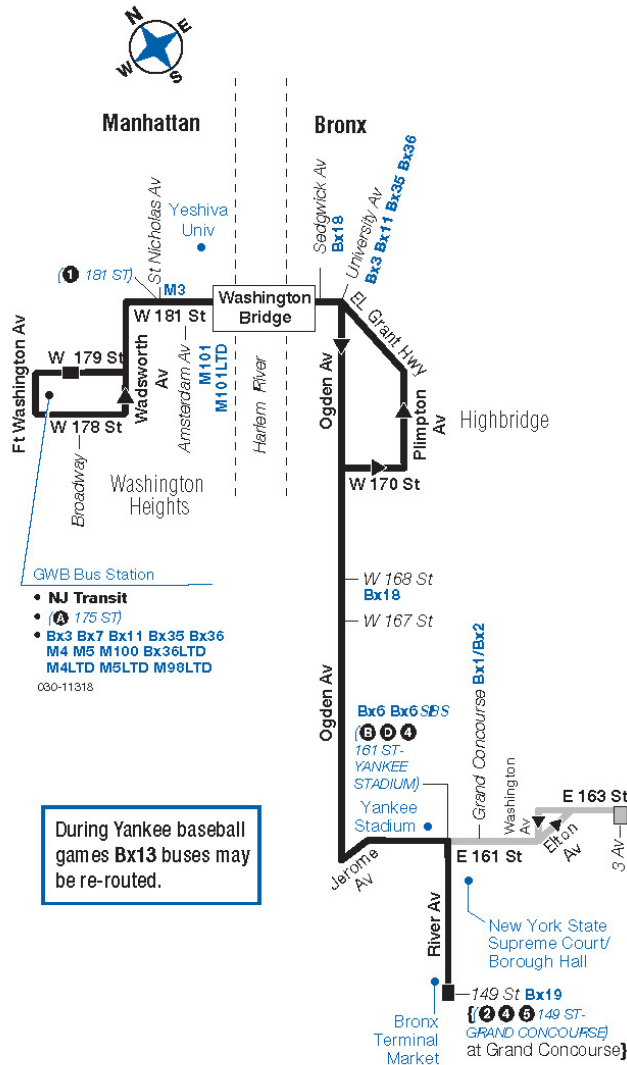 N
E
W
S
Manhattan
Bronx
St Nicholas Av
Yeshiva
Univ
Sedgwick Av
Bx18
University Av
Bx3 Bx11 Bx35 Bx36
(1 181 ST)
M3
Washington
Bridge
W 181 St
EL Grant Hwy
Ft Washington Av
W 179 St
Wadsworth
Av
Amsterdam Av
M101
M101LTD
Harlem River
Ogden Av
Plimpton
Av
Highbridge
W 178 St
Broadway
Washington
Heights
W 170 St
GWB Bus Station
• NJ Transit
• (A 175 ST)
• Bx3 Bx7 Bx11 Bx35 Bx36
M4 M5 M100 Bx36LTD
M4LTD M5LTD M98LTD
030-11318
W 168 St
Bx18
W 167 St
Ogden Av
Grand Concourse Bx1/Bx2
Bx6 Bx6 SBS
(B D 4
161 ST-
YANKEE
STADIUM)
Yankee
Stadium
Washington
Av
E 163 St
Elton
Av
3 Av
E 161 St
Jerome
Av
During Yankee baseball
games Bx13 buses may
be re-routed.
River Av
New York State
Supreme Court/
Borough Hall
149 St Bx19
{(2 4 5 149 ST-
GRAND CONCOURSE)
at Grand Concourse}
Bronx
Terminal
Market